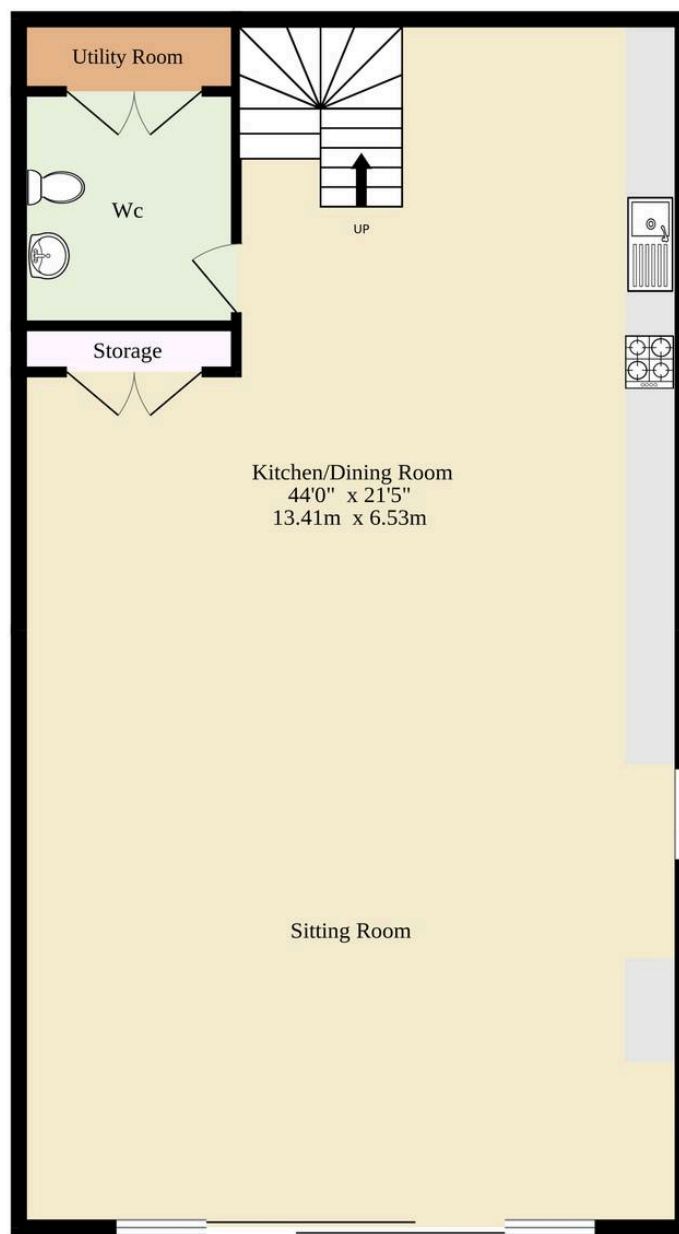 Utility Room
Wc
UP
Storage
Kitchen/Dining Room
44'0" x 21'5"
13.41m x 6.53m
Sitting Room